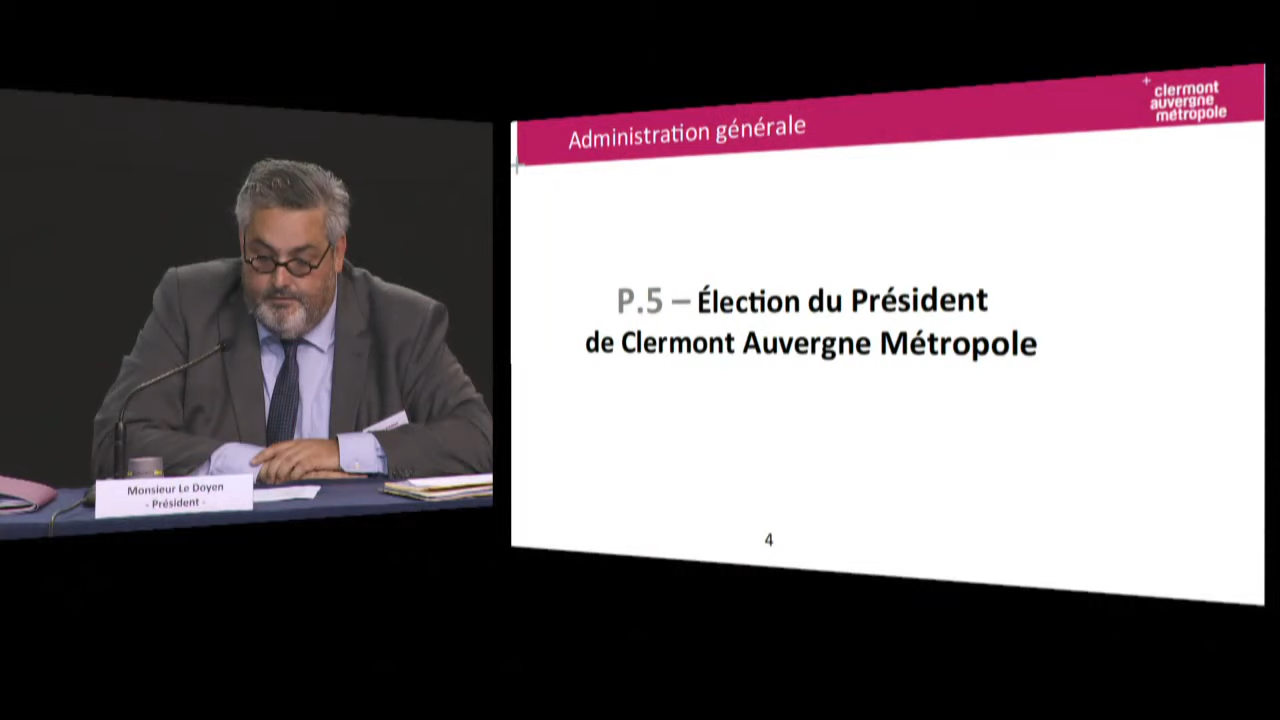 Monsieur Le Doyen
- Président -
Administration générale
+ clermont
auvergne
métropole
P.5 – Élection du Président
de Clermont Auvergne Métropole
4